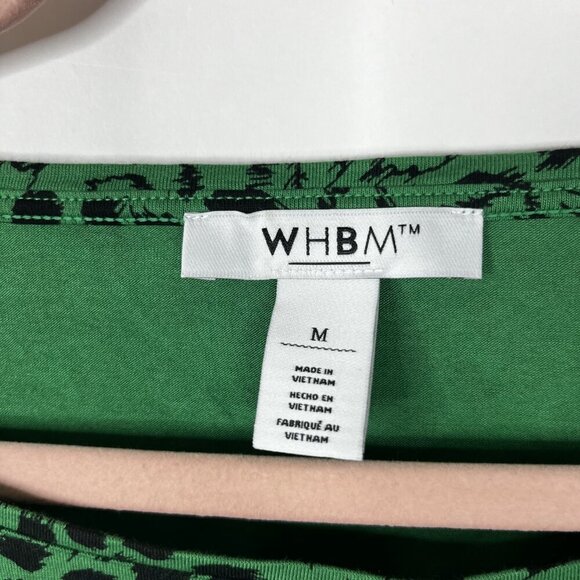 WHBM™
M
MADE IN
VIETNAM
HECHO EN
VIETNAM
FABRIQUÉ AU
VIETNAM